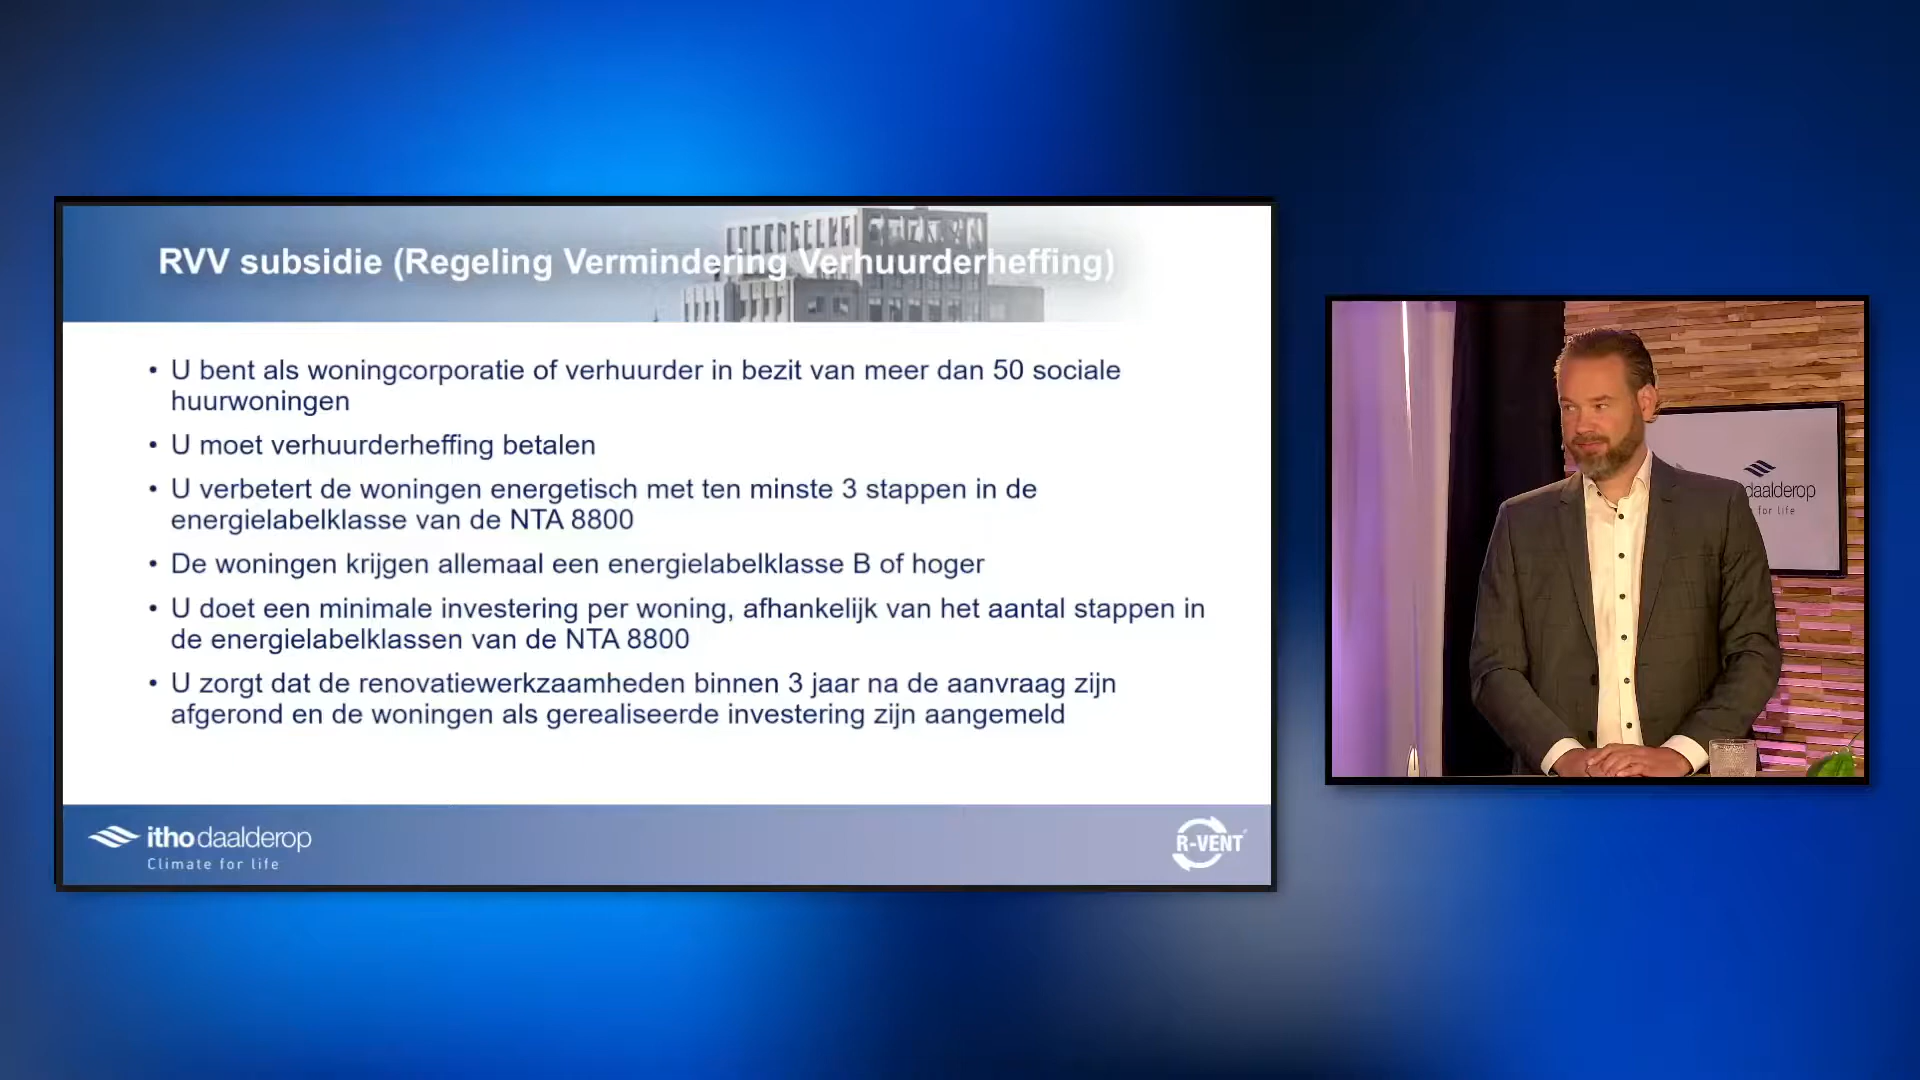 RVV subsidie (Regeling Vermindering Verhuurderheffing)
• U bent als woningcorporatie of verhuurder in bezit van meer dan 50 sociale
huurwoningen
• U moet verhuurderheffing betalen
• U verbetert de woningen energetisch met ten minste 3 stappen in de
energielabelklasse van de NTA 8800
• De woningen krijgen allemaal een energielabelklasse B of hoger
• U doet een minimale investering per woning, afhankelijk van het aantal stappen in
de energielabelklassen van de NTA 8800
• U zorgt dat de renovatiewerkzaamheden binnen 3 jaar na de aanvraag zijn
afgerond en de woningen als gerealiseerde investering zijn aangemeld
itho daalderop
Climate for life
R-VENT
daalderop
for life